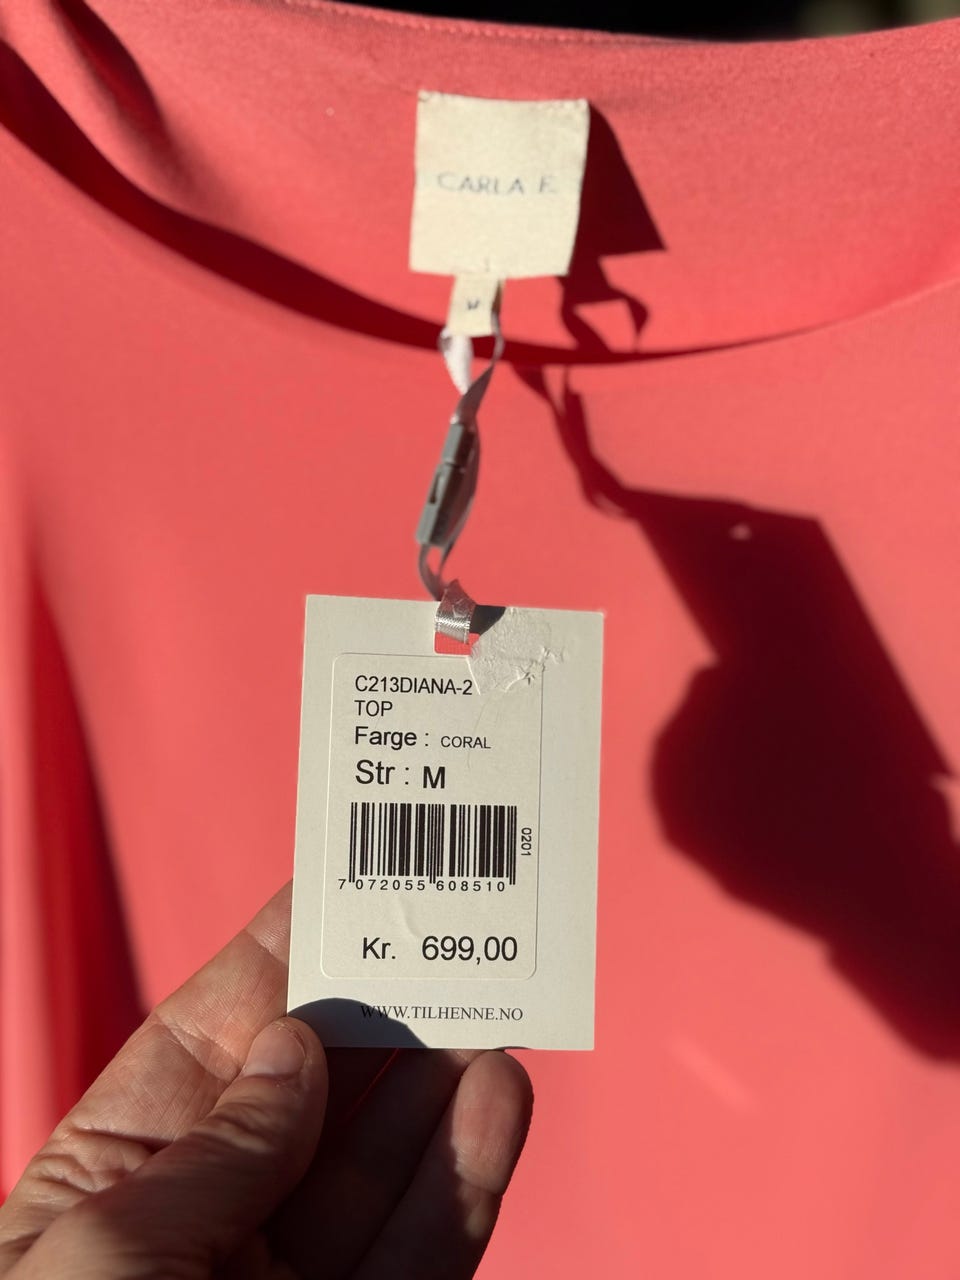 CARLA F.
M
C213DIANA-2
TOP
Farge : CORAL
Str : M
0201
7 072055 608510
Kr. 699,00
WWW.TILHENNE.NO